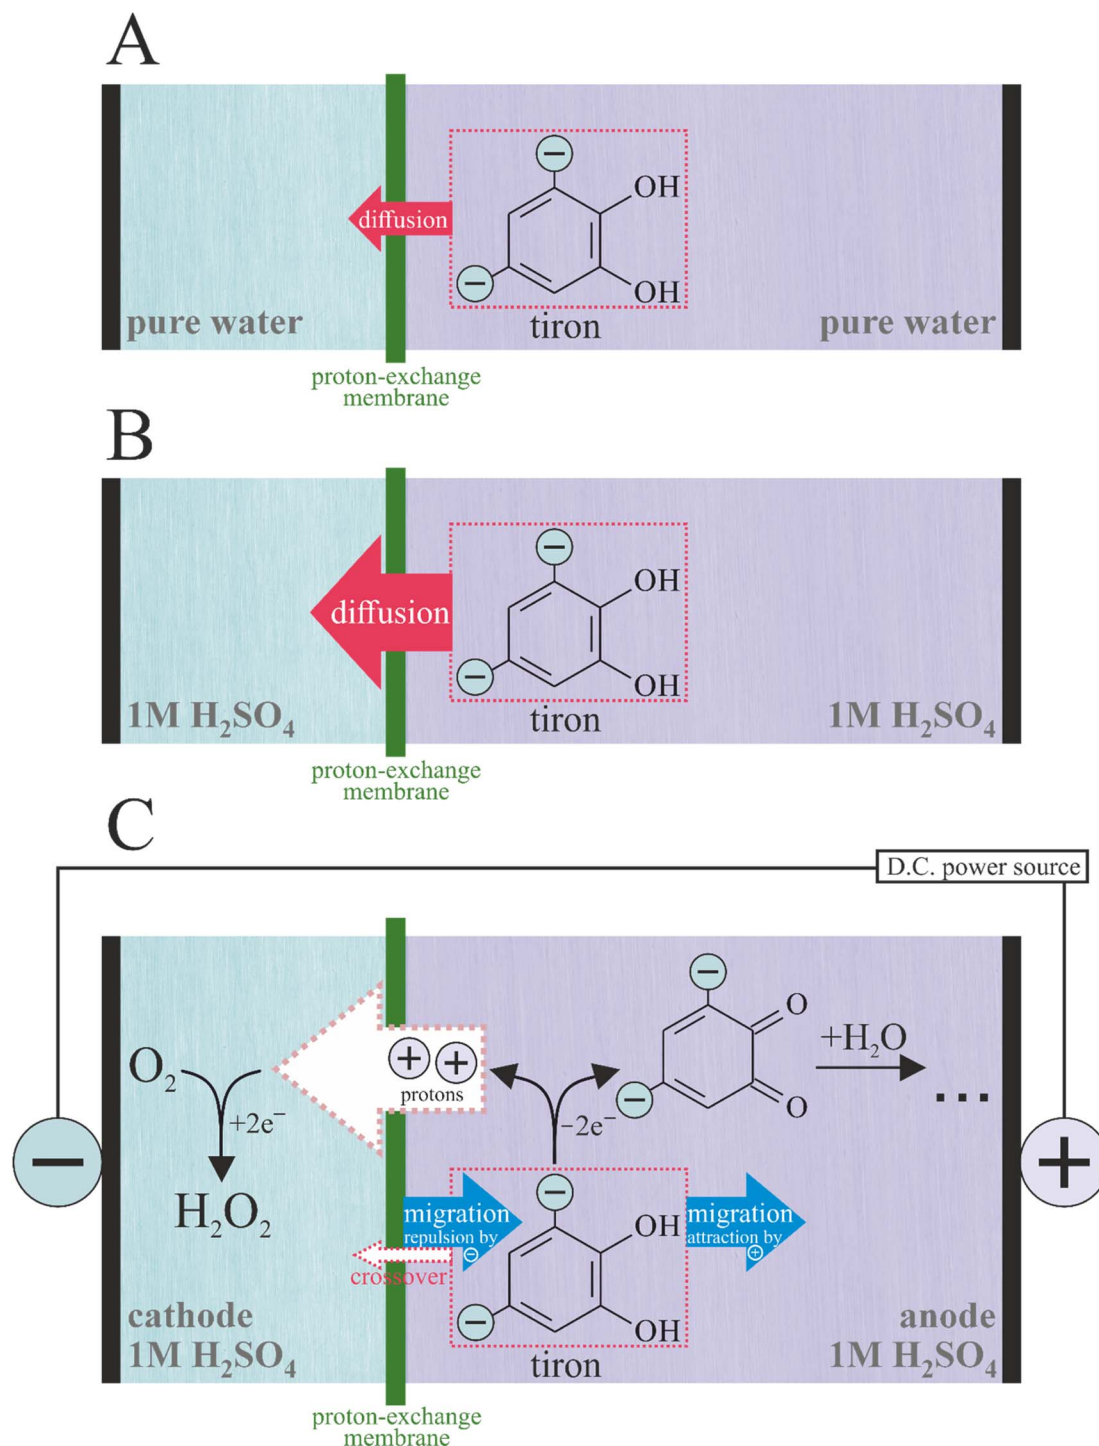 A
−
OH
diffusion
−
OH
pure water
tiron
pure water
proton-exchange
membrane
B
−
OH
diffusion
−
OH
1M H₂SO₄
tiron
1M H₂SO₄
proton-exchange
membrane
C
D.C. power source
−
O
+ +
protons
+H₂O
O₂
+2e⁻
−2e⁻
−
O
...
−
+
H₂O₂
−
migration
repulsion by
−
OH
migration
attraction by
+
crossover
−
OH
cathode
1M H₂SO₄
tiron
anode
1M H₂SO₄
proton-exchange
membrane